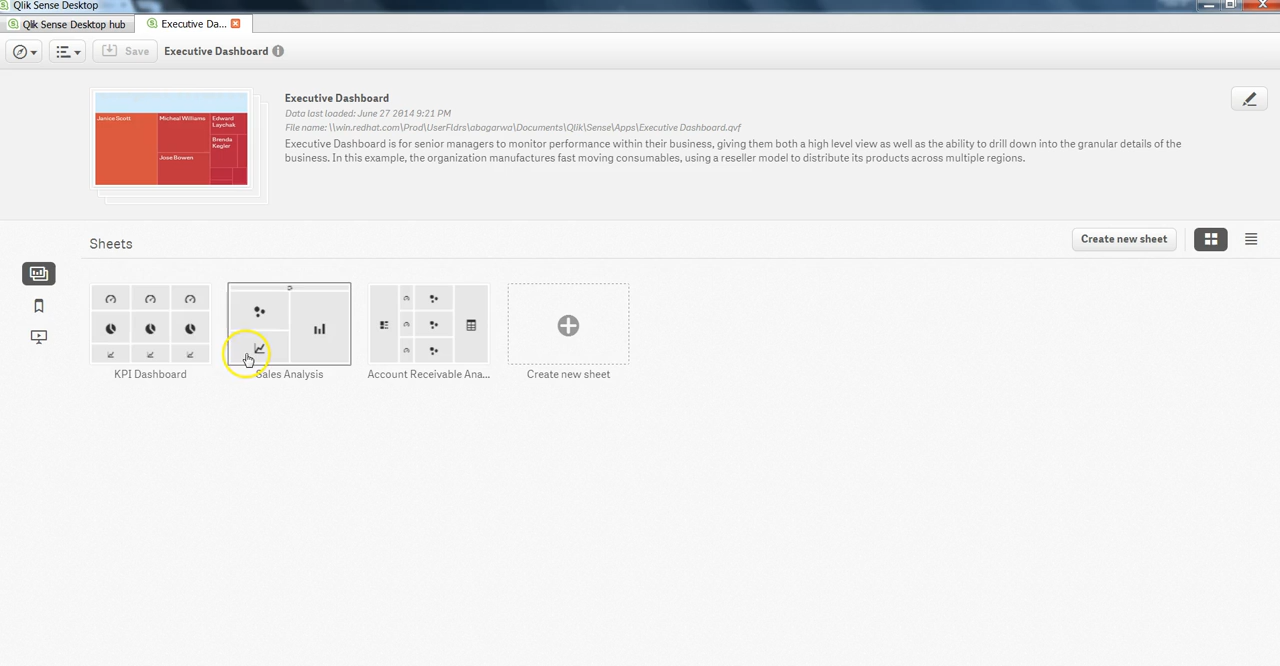 Qlik Sense Desktop
Qlik Sense Desktop hub
Executive Da...
Save
Executive Dashboard
Janice Scott
Micheal Williams
Edward Laychak
Brenda Kegler
Jose Bowen
Executive Dashboard
Data last loaded: June 27 2014 9:21 PM
File name: \\win.redhat.com\Prod\UserFldrs\abagarwa\Documents\Qlik\Sense\Apps\Executive Dashboard.qvf
Executive Dashboard is for senior managers to monitor performance within their business, giving them both a high level view as well as the ability to drill down into the granular details of the
business. In this example, the organization manufactures fast moving consumables, using a reseller model to distribute its products across multiple regions.
Sheets
Create new sheet
KPI Dashboard
Sales Analysis
Account Receivable Ana...
Create new sheet